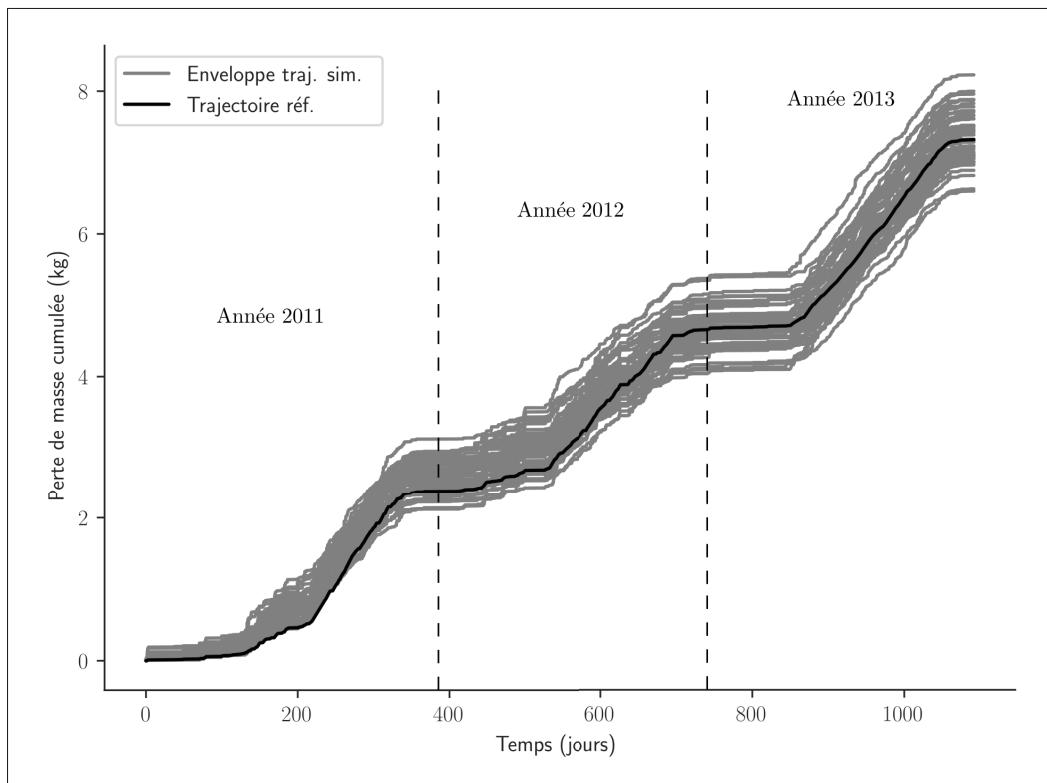 Enveloppe traj. sim.
Trajectoire réf.
Année 2013
Année 2012
Année 2011
Perte de masse cumulée (kg)
8
6
4
2
0
0 200 400 600 800 1000
Temps (jours)